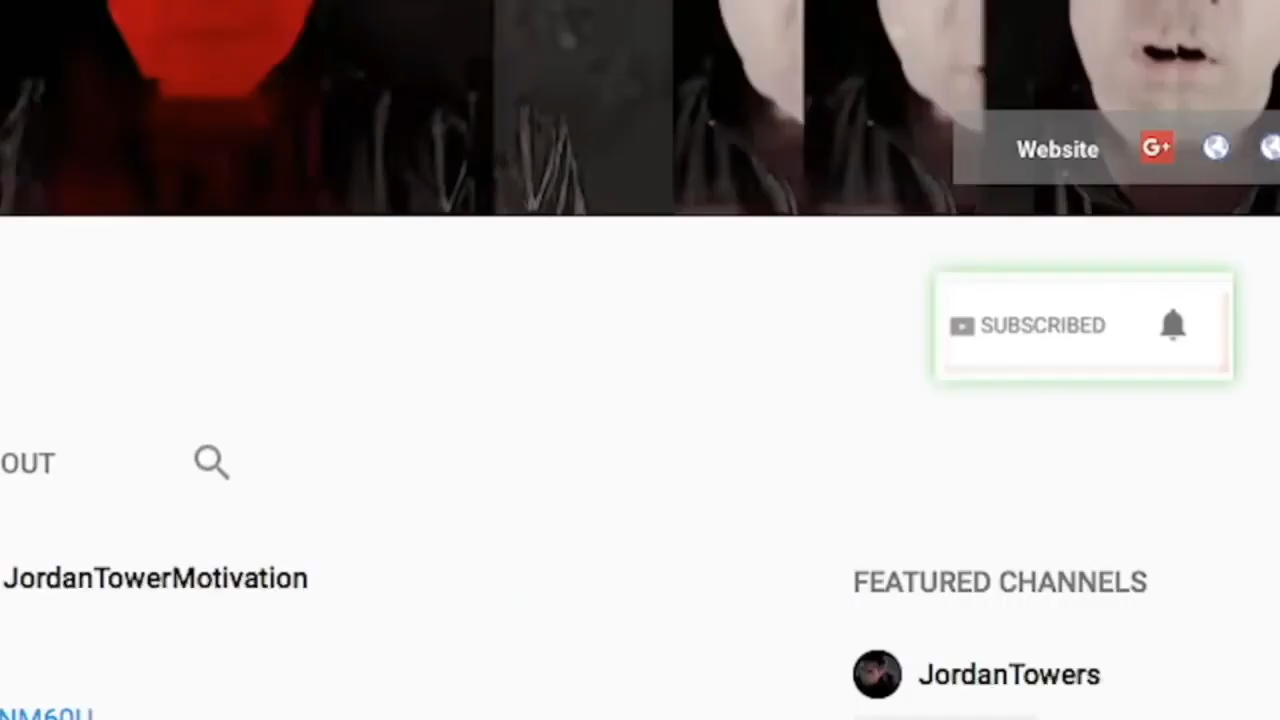 Website G+
SUBSCRIBED
OUT
JordanTowerMotivation
FEATURED CHANNELS
JordanTowers